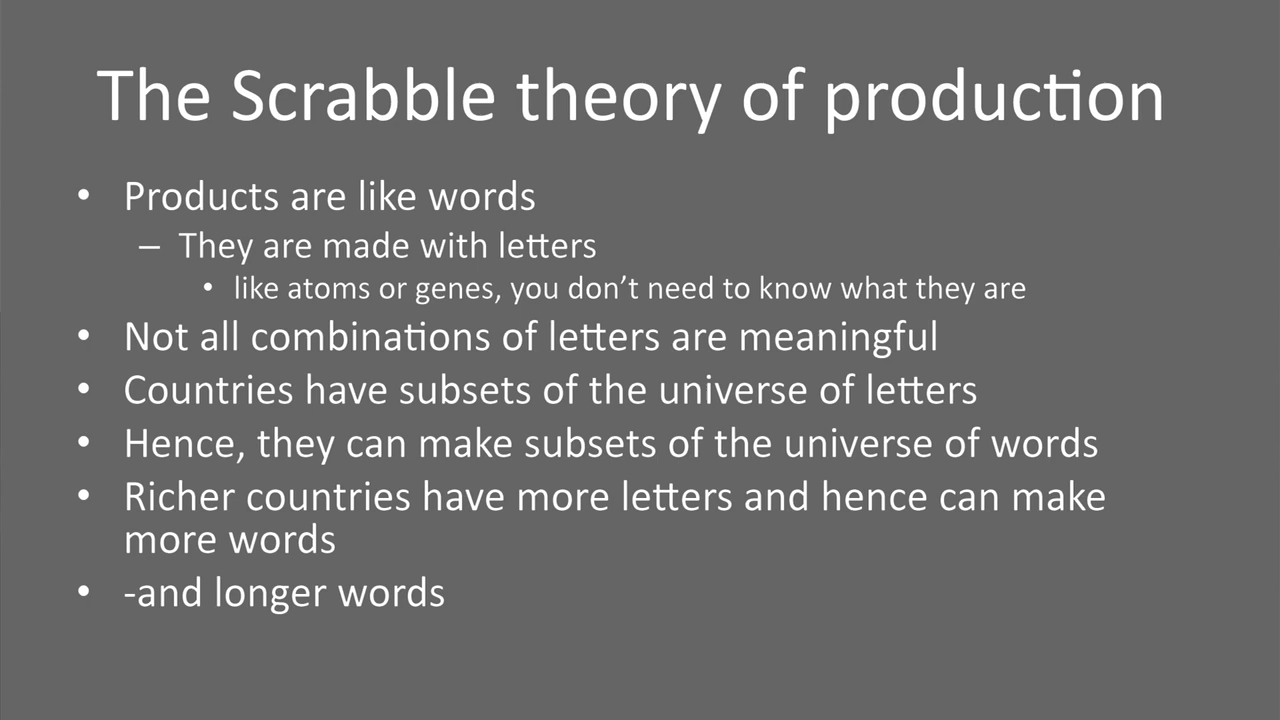 The Scrabble theory of production
• Products are like words
– They are made with letters
• like atoms or genes, you don’t need to know what they are
• Not all combinations of letters are meaningful
• Countries have subsets of the universe of letters
• Hence, they can make subsets of the universe of words
• Richer countries have more letters and hence can make
more words
• -and longer words